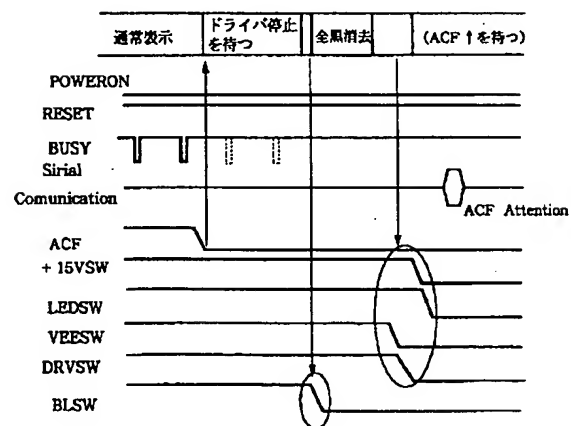 通常表示
ドライバ停止
を待つ
全黒消去
(ACF↑を待つ)
POWERON
RESET
BUSY
Sirial
Comunication
ACF Attention
ACF
+15VSW
LEDSW
VEESW
DRVSW
BLSW